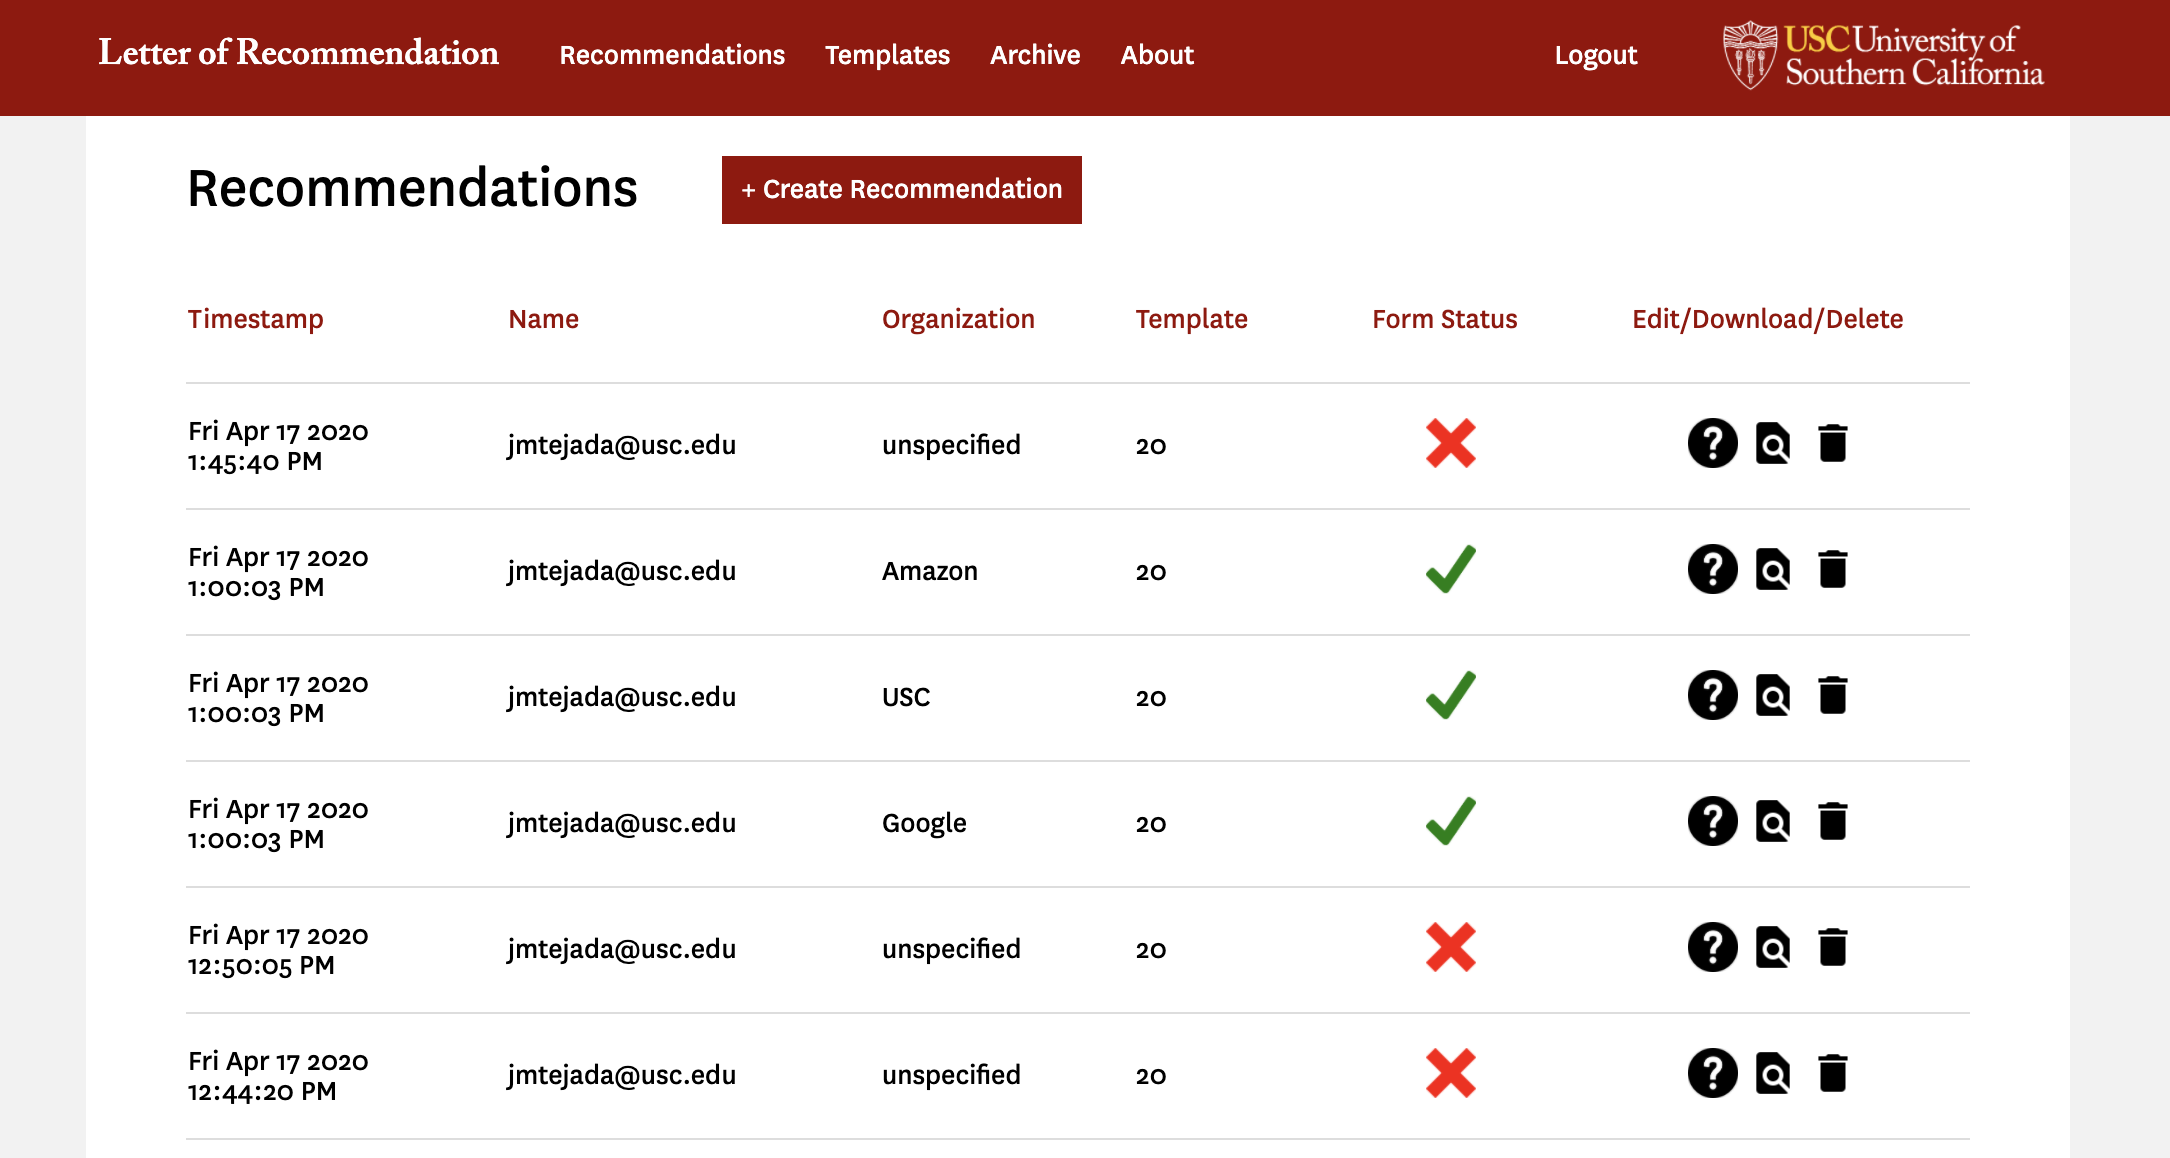 Letter of Recommendation Recommendations Templates Archive About Logout USC University of
Southern California
Recommendations + Create Recommendation
Timestamp Name Organization Template Form Status Edit/Download/Delete
Fri Apr 17 2020
1:45:40 PM
jmtejada@usc.edu unspecified 20
Fri Apr 17 2020
1:00:03 PM
jmtejada@usc.edu Amazon 20
Fri Apr 17 2020
1:00:03 PM
jmtejada@usc.edu USC 20
Fri Apr 17 2020
1:00:03 PM
jmtejada@usc.edu Google 20
Fri Apr 17 2020
12:50:05 PM
jmtejada@usc.edu unspecified 20
Fri Apr 17 2020
12:44:20 PM
jmtejada@usc.edu unspecified 20